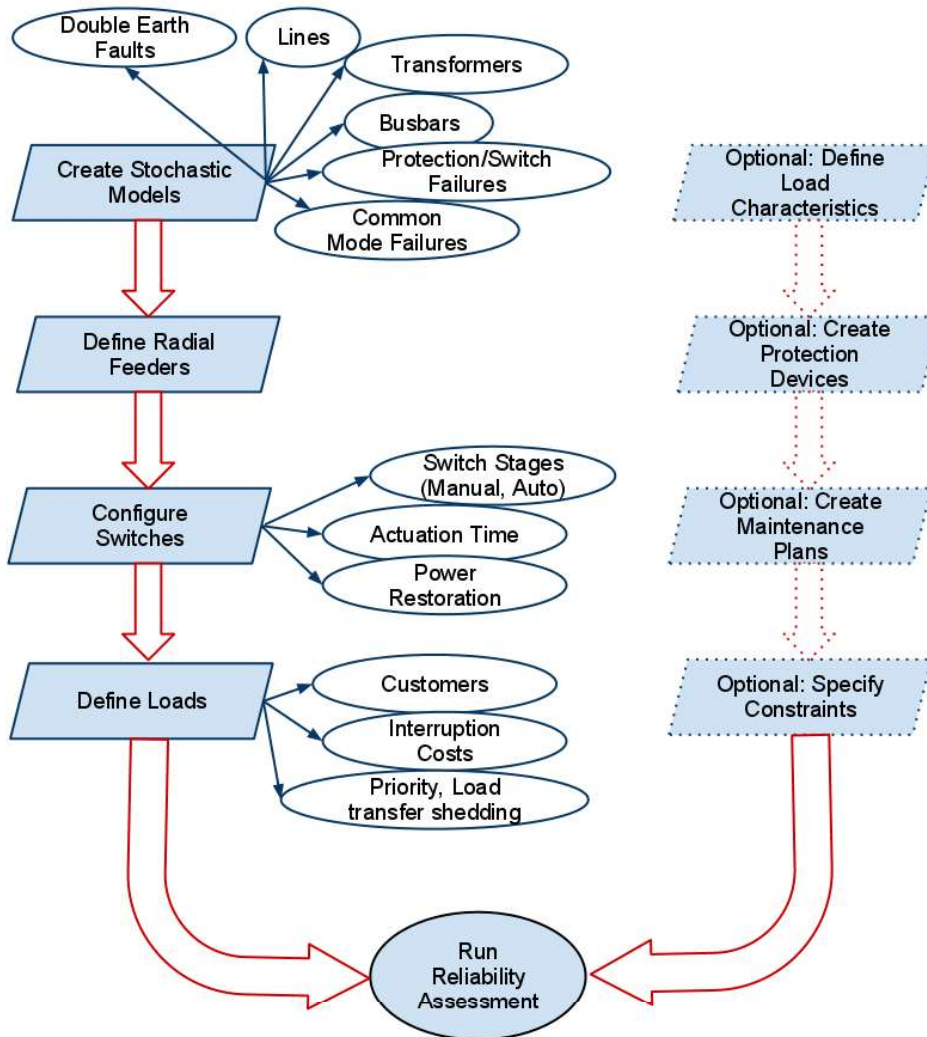 Double Earth
Faults
Lines
Transformers
Busbars
Protection/Switch
Failures
Common
Mode Failures
Create Stochastic
Models
Optional: Define
Load
Characteristics
Define Radial
Feeders
Optional: Create
Protection
Devices
Switch Stages
(Manual, Auto)
Actuation Time
Power
Restoration
Configure
Switches
Optional: Create
Maintenance
Plans
Define Loads
Customers
Interruption
Costs
Priority, Load
transfer shedding
Optional: Specify
Constraints
Run
Reliability
Assessment